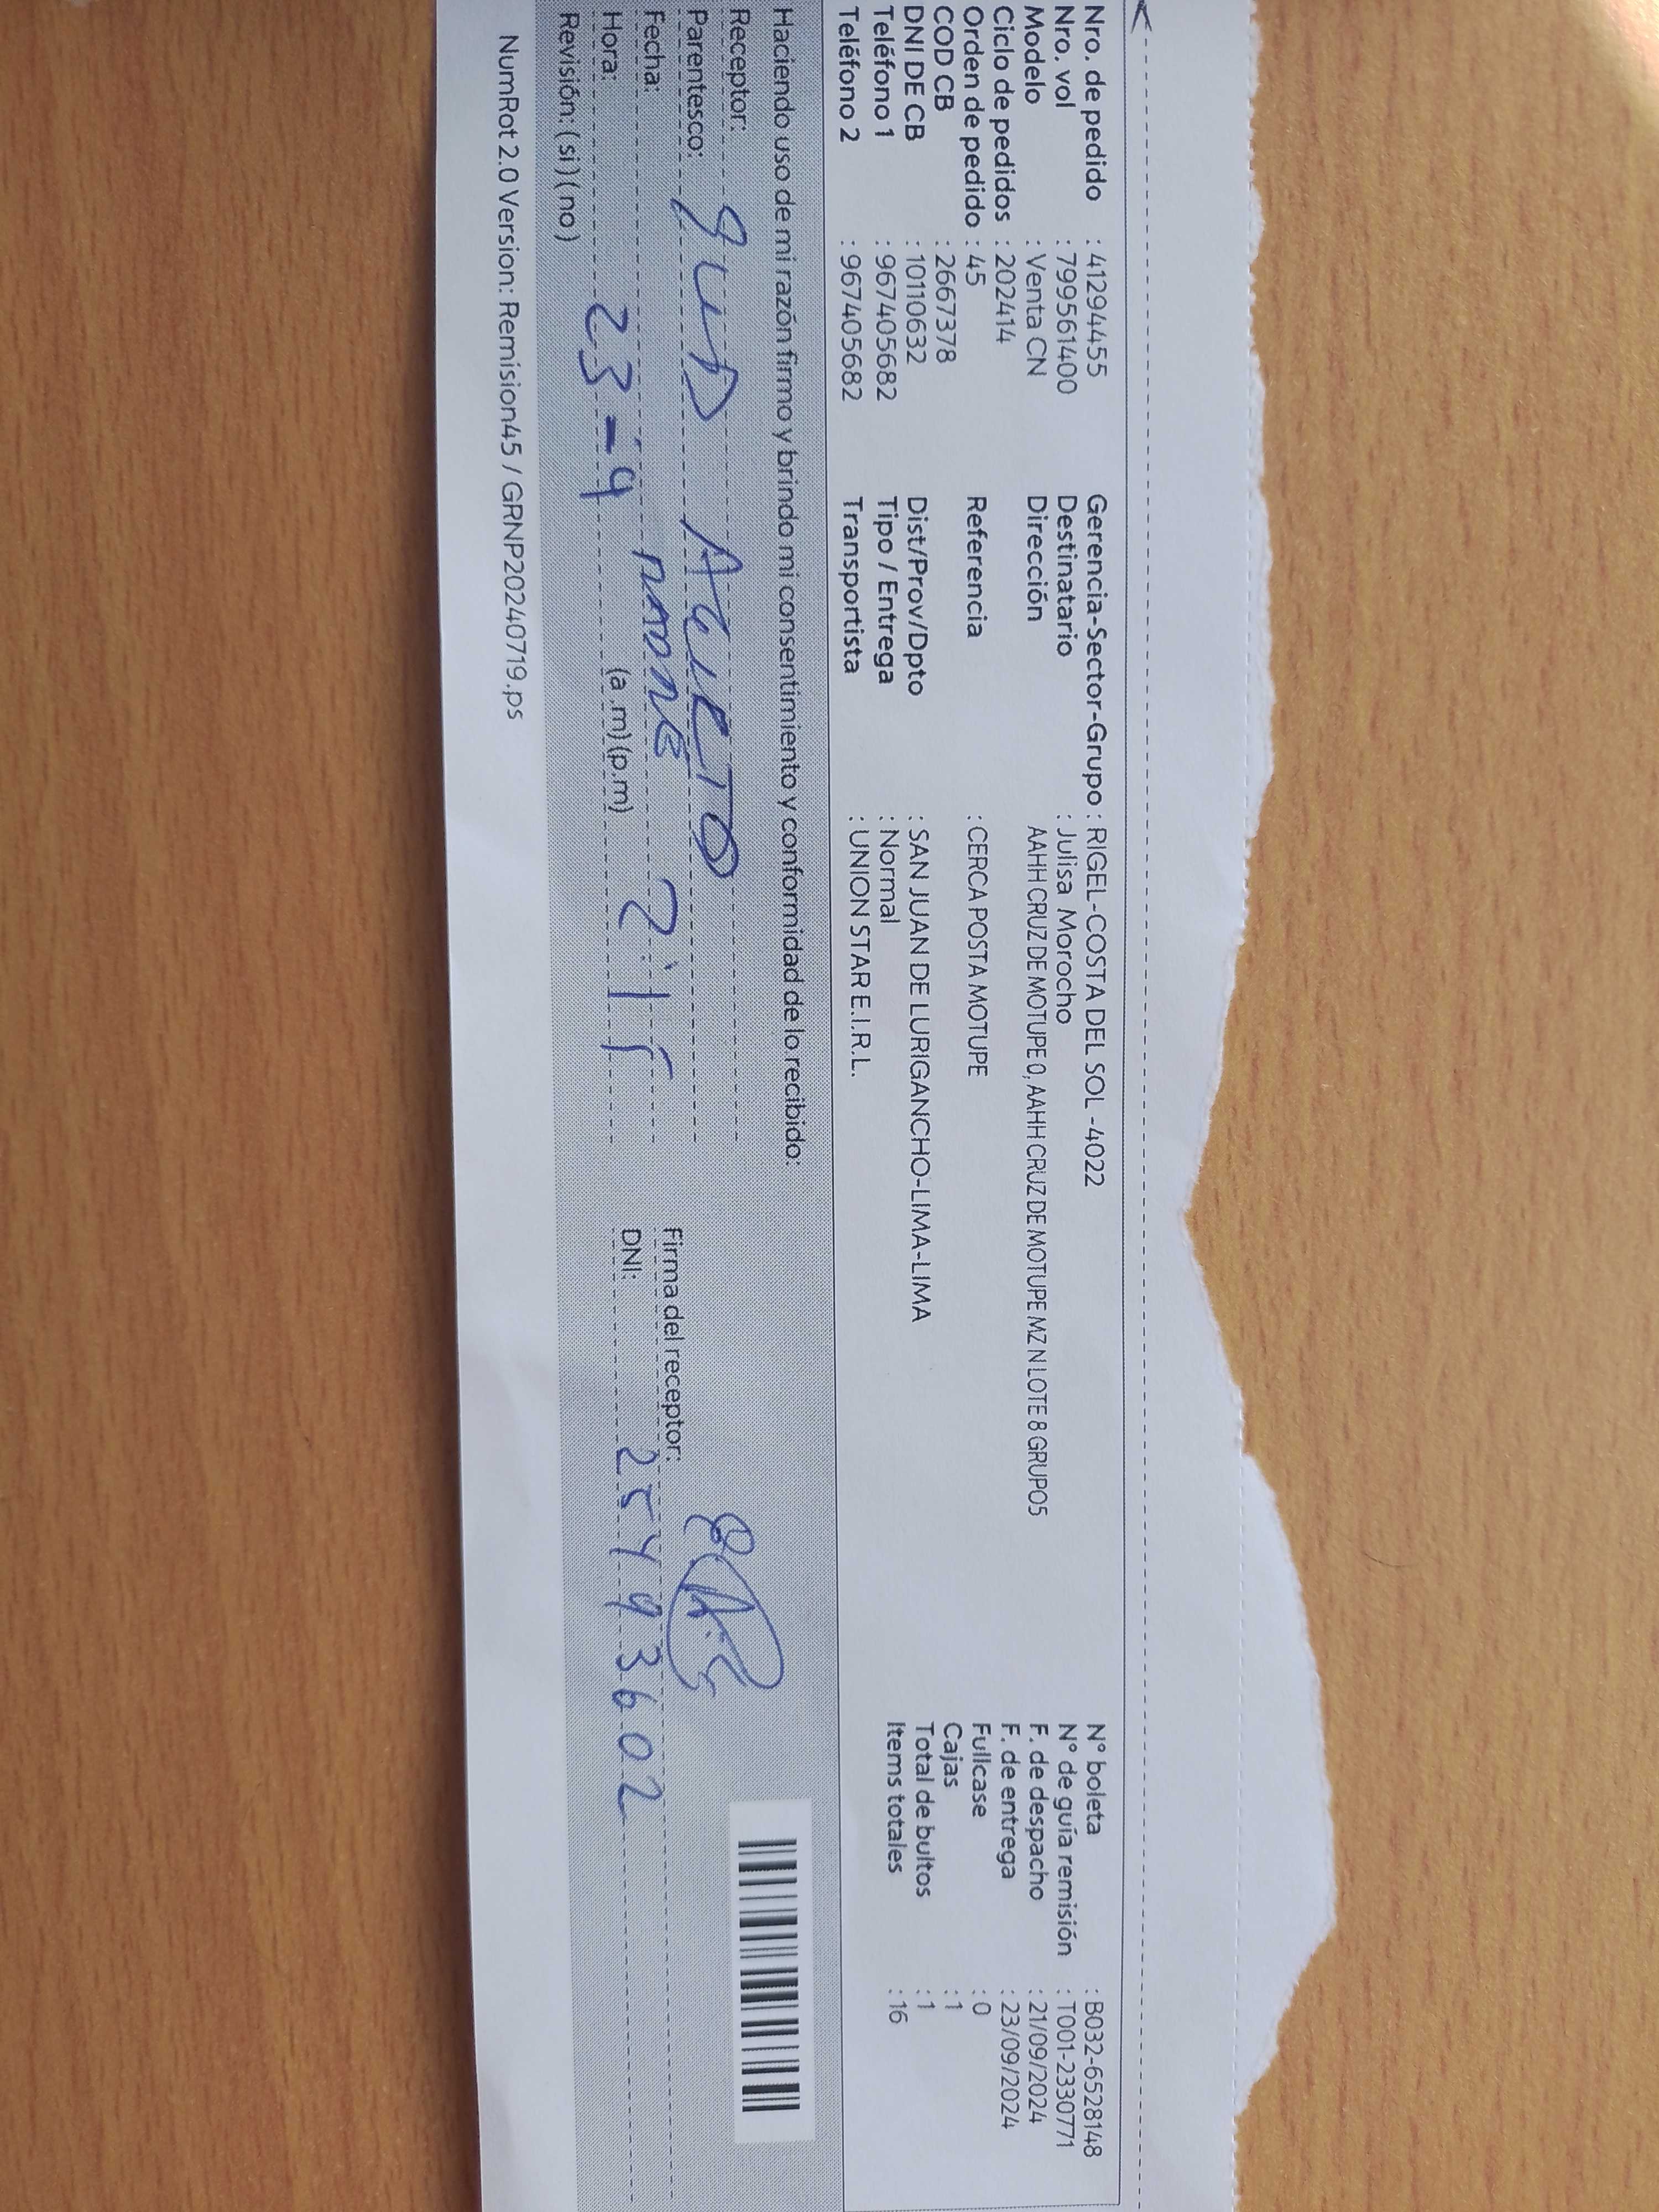 Nro. de pedido : 41294455 Gerencia-Sector-Grupo : RIGEL-COSTA DEL SOL -4022 N° boleta : B032-6528148
Nro. vol : 799561400 Destinatario : Julisa Morocho N° de guía remisión : T001-2330771
Modelo : Venta CN Dirección AAHH CRUZ DE MOTUPE 0, AAHH CRUZ DE MOTUPE MZ N LOTE 8 GRUPO5 F. de despacho : 21/09/2024
Ciclo de pedidos : 202414 F. de entrega : 23/09/2024
Orden de pedido : 45 Referencia : CERCA POSTA MOTUPE Fullcase : 0
COD CB : 2667378 Cajas : 1
DNI DE CB : 10110632 Dist/Prov/Dpto : SAN JUAN DE LURIGANCHO-LIMA-LIMA Total de bultos : 1
Teléfono 1 : 967405682 Tipo / Entrega : Normal Items totales : 16
Teléfono 2 : 967405682 Transportista : UNION STAR E.I.R.L.
Haciendo uso de mi razón firmo y brindo mi consentimiento y conformidad de lo recibido:
Receptor:
Parentesco: Firma del receptor:
Fecha: DNI: 25793602
Hora: 23-9 (a.m)(p.m)
Revisión: (si) (no)
NumRot 2.0 Version: Remision45 / GRNP20240719.ps